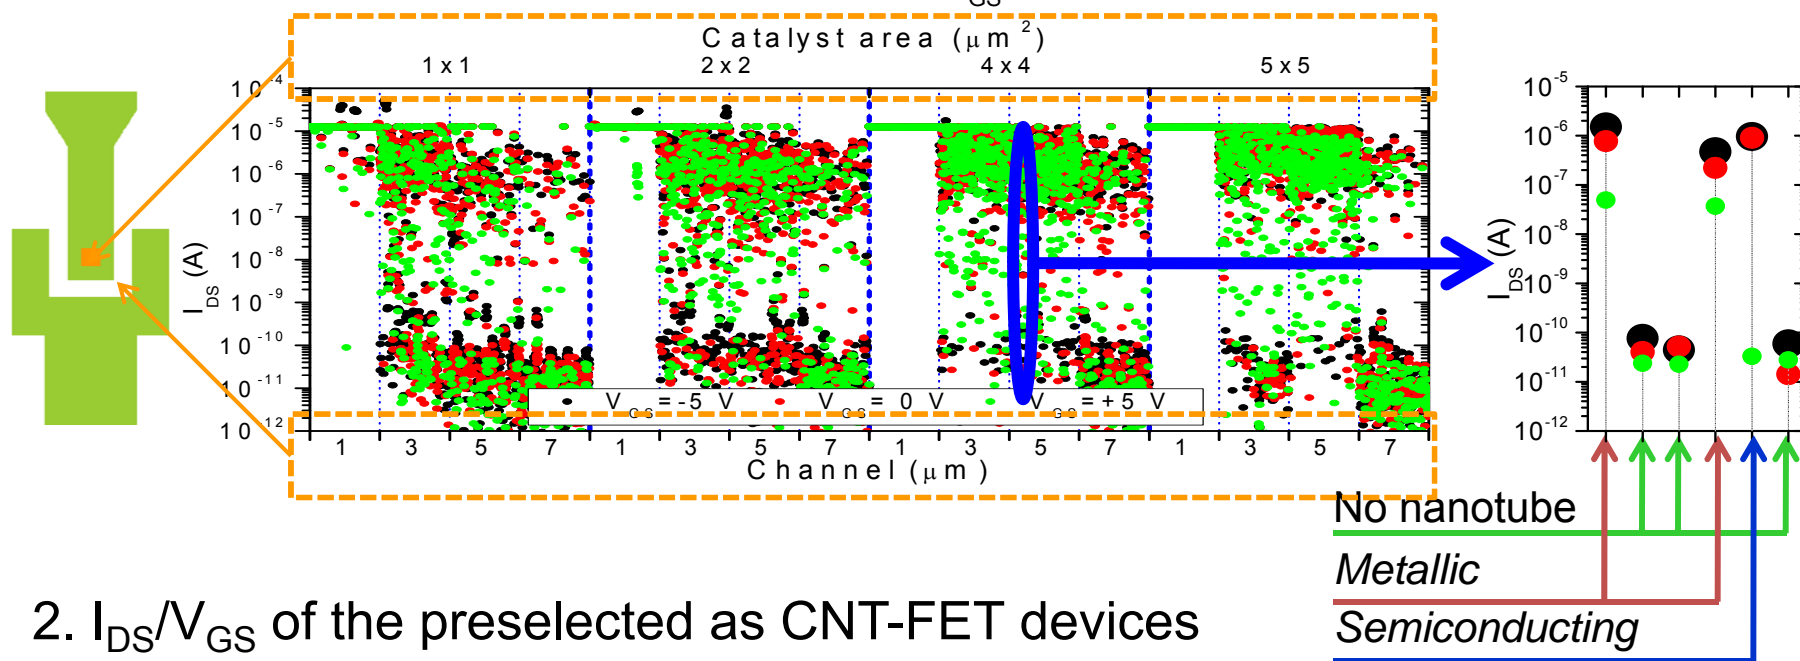 GS
Catalyst area (μm²)
1 x 1 2 x 2 4 x 4 5 x 5
10⁻⁴
10⁻⁵
10⁻⁶
10⁻⁷
10⁻⁸
10⁻⁹
10⁻¹⁰
10⁻¹¹
10⁻¹²
I_DS (A)
V_GS = -5 V V_GS = 0 V V_GS = +5 V
1 3 5 7 1 3 5 7 1 3 5 7 1 3 5 7
Channel (μm)
10⁻⁵
10⁻⁶
10⁻⁷
10⁻⁸
10⁻⁹
10⁻¹⁰
10⁻¹¹
10⁻¹²
I_DS (A)
No nanotube
Metallic
Semiconducting
2. I_DS/V_GS of the preselected as CNT-FET devices